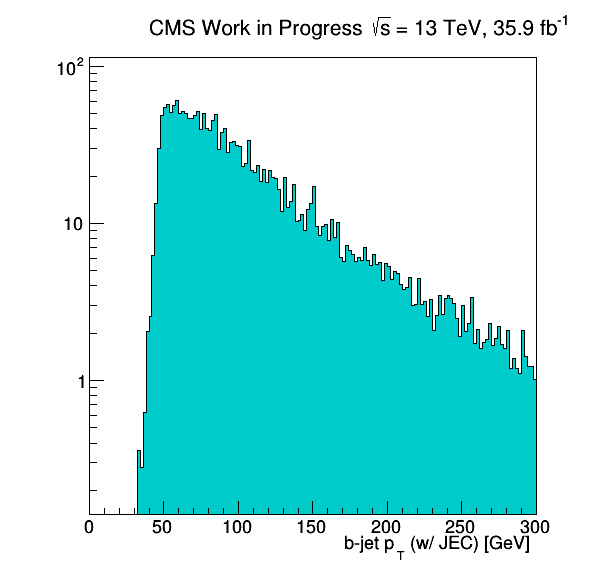 CMS Work in Progress √s = 13 TeV, 35.9 fb⁻¹
10²
10
1
0 50 100 150 200 250 300
b-jet p_T (w/ JEC) [GeV]